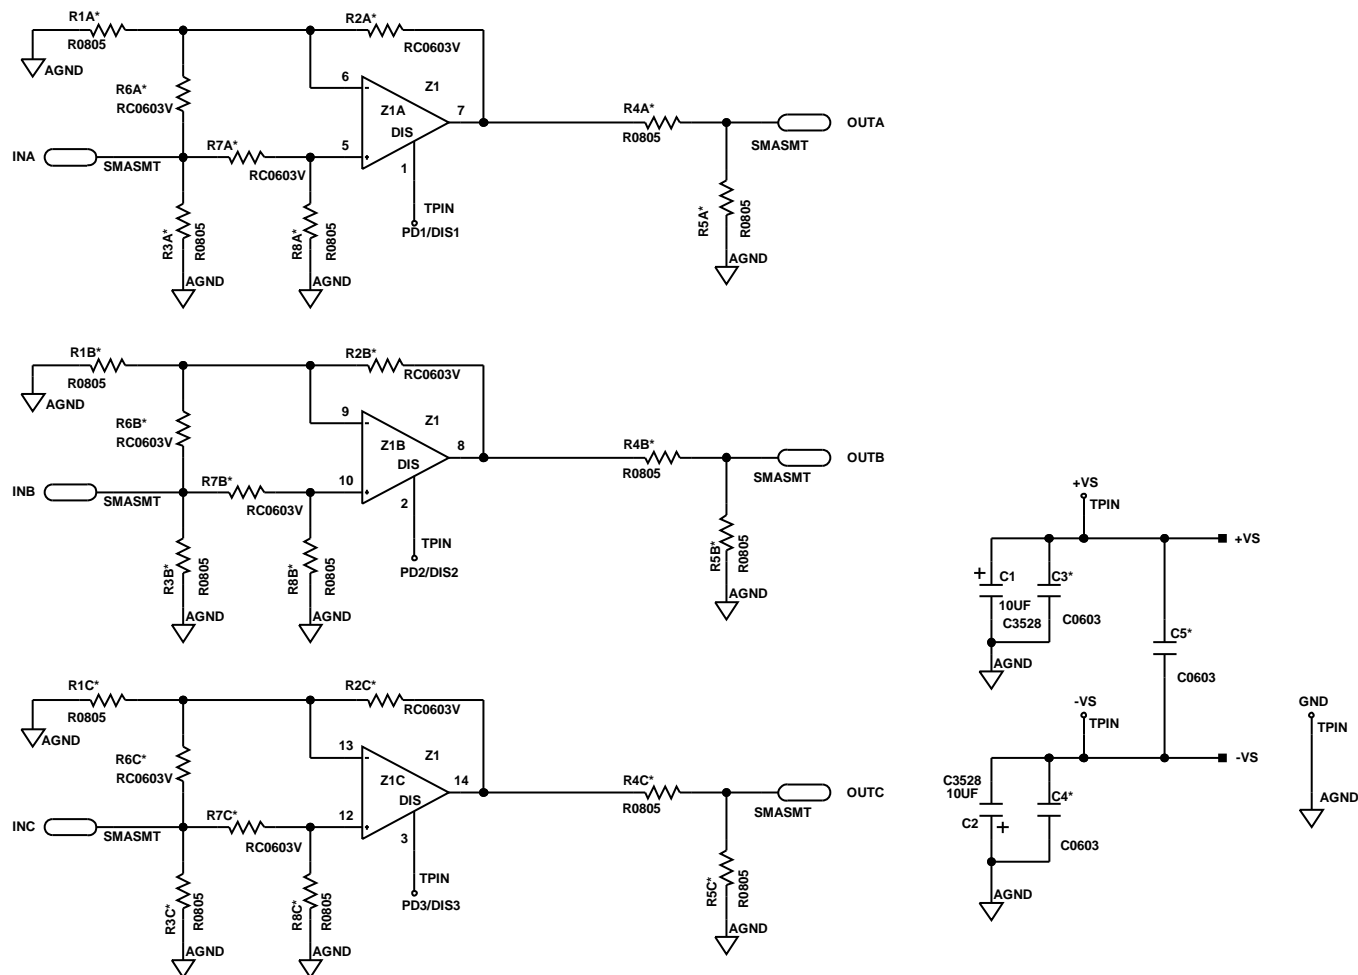 R1A*
R0805
AGND
R2A*
RC0603V
R6A*
RC0603V
6
-
Z1
Z1A
7
DIS
5
+
1
INA
SMASMT
R7A*
RC0603V
TPIN
PD1/DIS1
R3A*
R0805
AGND
R8A*
R0805
AGND
R4A*
R0805
OUTA
SMASMT
R5A*
R0805
AGND
R1B*
R0805
AGND
R2B*
RC0603V
R6B*
RC0603V
9
-
Z1
Z1B
8
DIS
10
+
2
INB
SMASMT
R7B*
RC0603V
TPIN
PD2/DIS2
R3B*
R0805
AGND
R8B*
R0805
AGND
R4B*
R0805
OUTB
SMASMT
R5B*
R0805
AGND
R1C*
R0805
AGND
R2C*
RC0603V
R6C*
RC0603V
13
-
Z1
Z1C
14
DIS
12
+
3
INC
SMASMT
R7C*
RC0603V
TPIN
PD3/DIS3
R3C*
R0805
AGND
R8C*
R0805
AGND
R4C*
R0805
OUTC
SMASMT
R5C*
R0805
AGND
+VS
TPIN
+VS
+
C1
10UF
C3528
C3*
C0603
AGND
C5*
C0603
-VS
TPIN
-VS
C3528
10UF
C2
+
C4*
C0603
AGND
GND
TPIN
AGND